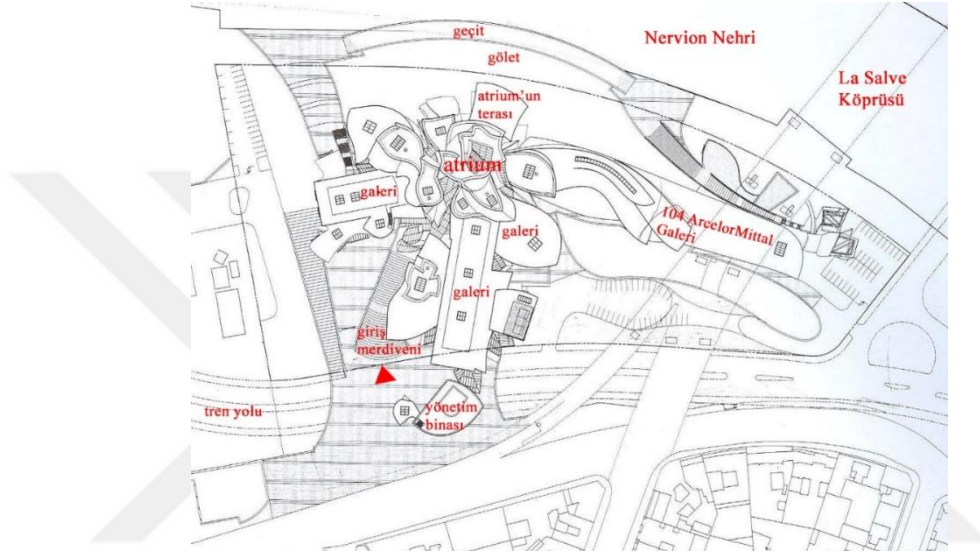 geçit
Nervion Nehri
gölet
La Salve
Köprüsü
atrium'un
terası
atrium
galeri
104 ArcelorMittal
Galeri
galeri
galeri
giriş
merdiveni
tren yolu
yönetim
binası